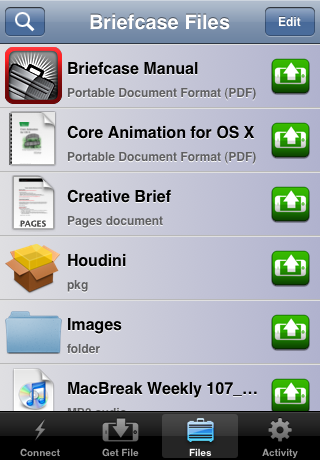 Briefcase Files
Edit
Briefcase Manual
Portable Document Format (PDF)
Core Animation for OS X
Portable Document Format (PDF)
Creative Brief
Pages document
PAGES
Houdini
pkg
Images
folder
MacBreak Weekly 107_...
MP3 audio
Connect
Get File
Files
Activity